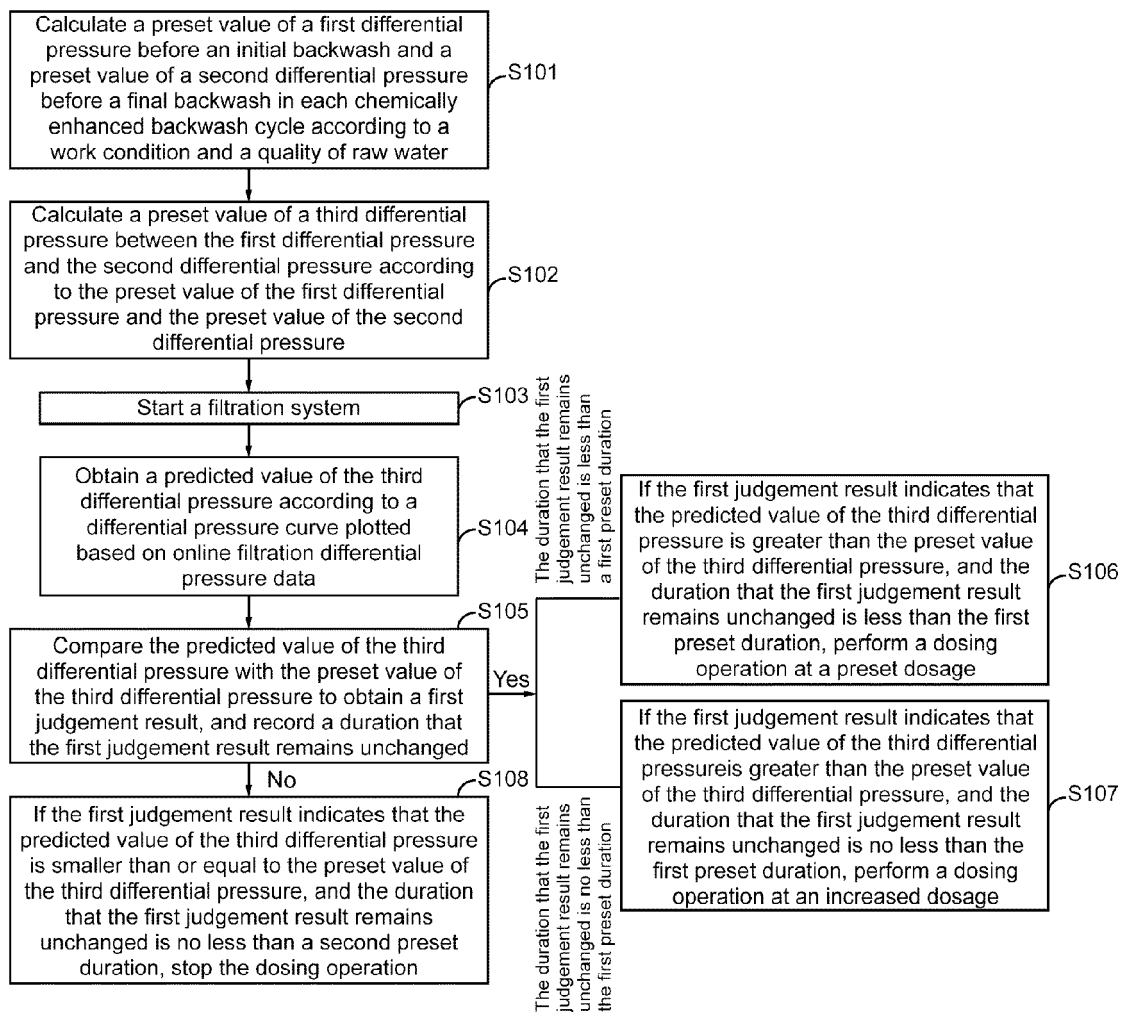 Calculate a preset value of a first differential
pressure before an initial backwash and a
preset value of a second differential pressure
before a final backwash in each chemically
enhanced backwash cycle according to a
work condition and a quality of raw water
S101
Calculate a preset value of a third differential
pressure between the first differential pressure
and the second differential pressure according
to the preset value of the first differential
pressure and the preset value of the second
differential pressure
S102
Start a filtration system
S103
Obtain a predicted value of the third
differential pressure according to a
differential pressure curve plotted
based on online filtration differential
pressure data
S104
Compare the predicted value of the third
differential pressure with the preset value of
the third differential pressure to obtain a first
judgement result, and record a duration that
the first judgement result remains unchanged
S105
Yes
The duration that the first
judgement result remains
unchanged is less than
a first preset duration
If the first judgement result indicates that
the predicted value of the third differential
pressure is greater than the preset value
of the third differential pressure, and the
duration that the first judgement result
remains unchanged is less than the first
preset duration, perform a dosing
operation at a preset dosage
S106
The duration that the first
judgement result remains
unchanged is no less than
the first preset duration
If the first judgement result indicates that
the predicted value of the third differential
pressureis greater than the preset value
of the third differential pressure, and the
duration that the first judgement result
remains unchanged is no less than the
first preset duration, perform a dosing
operation at an increased dosage
S107
No
If the first judgement result indicates that the
predicted value of the third differential pressure
is smaller than or equal to the preset value of
the third differential pressure, and the duration
that the first judgement result remains
unchanged is no less than a second preset
duration, stop the dosing operation
S108